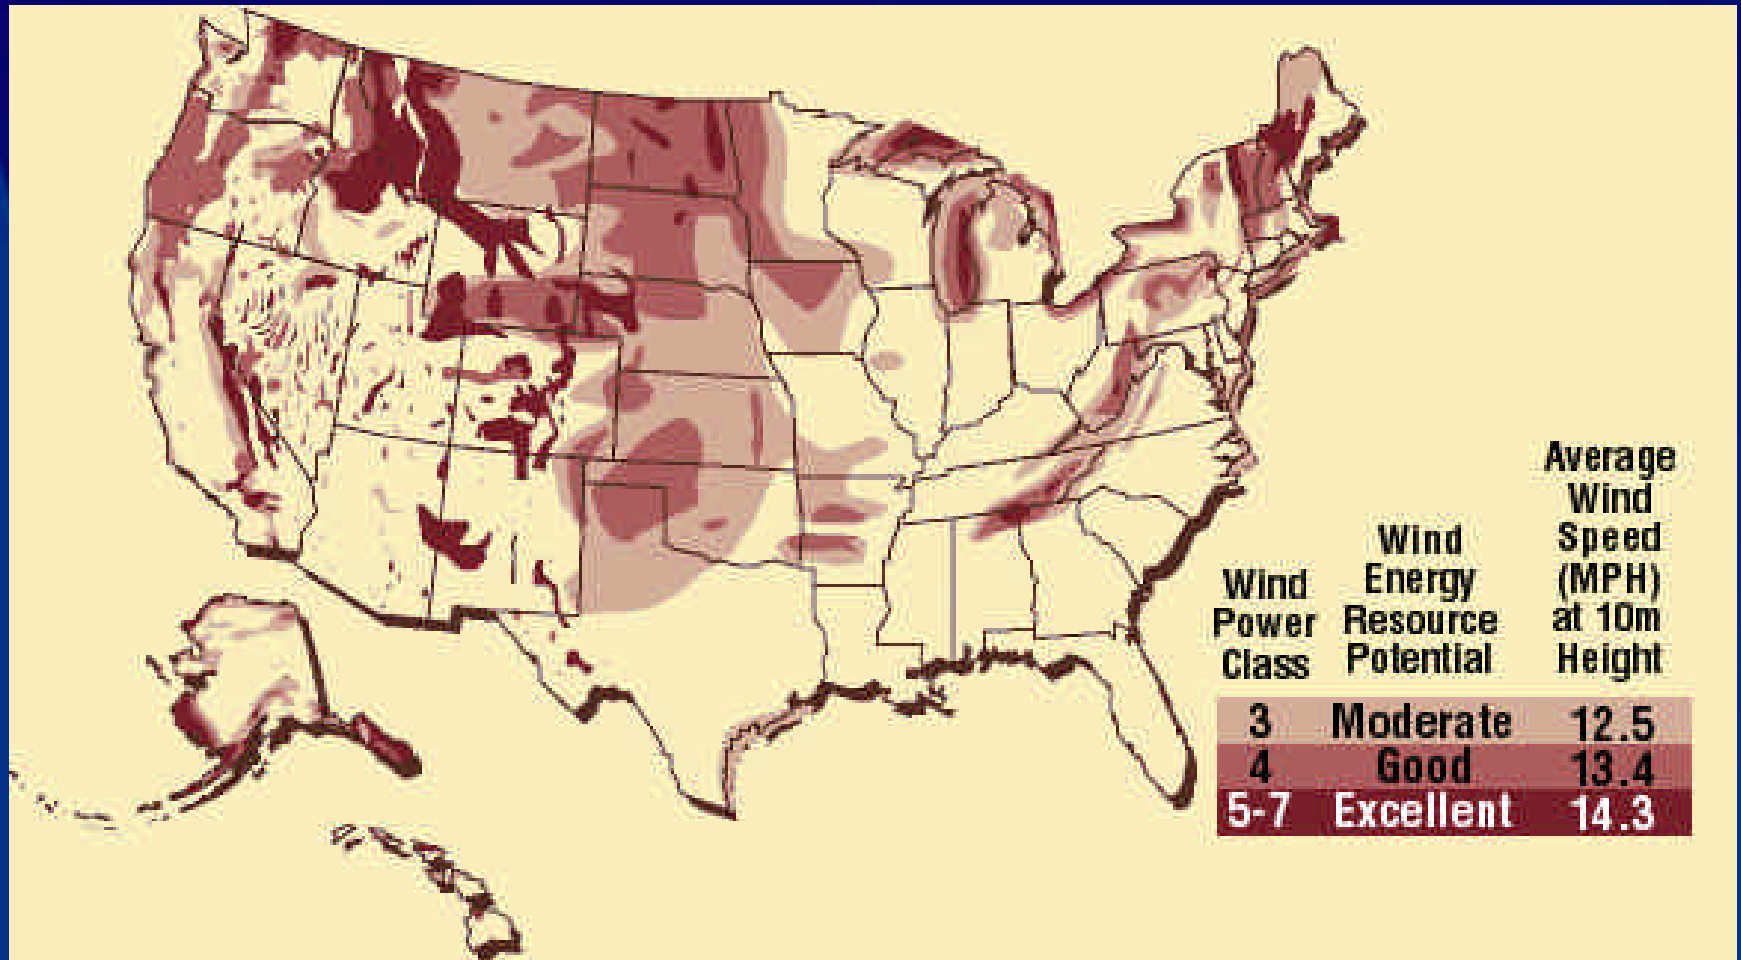 Average
Wind
Wind Speed
Wind Energy (MPH)
Power Resource at 10m
Class Potential Height
3 Moderate 12.5
4 Good 13.4
5-7 Excellent 14.3